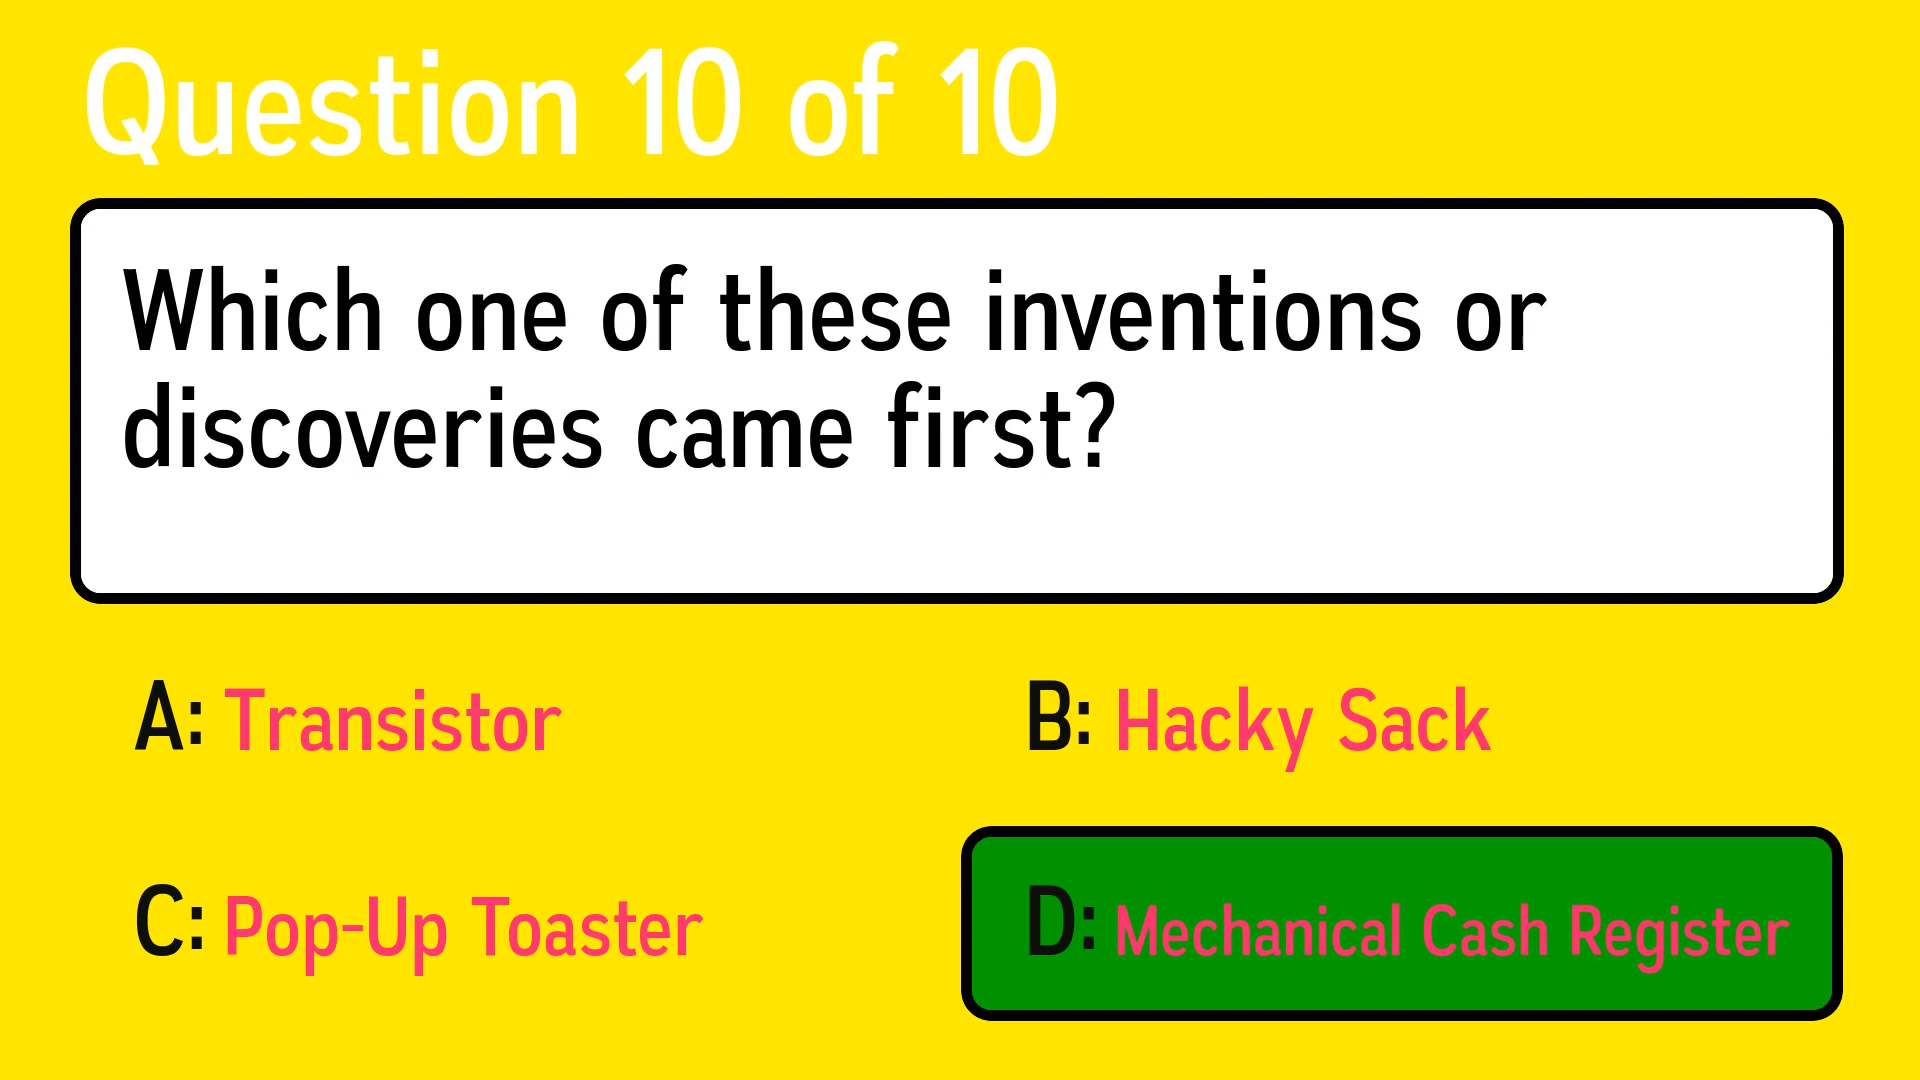 Question 10 of 10
Which one of these inventions or
discoveries came first?
A: Transistor
B: Hacky Sack
C: Pop-Up Toaster
D: Mechanical Cash Register